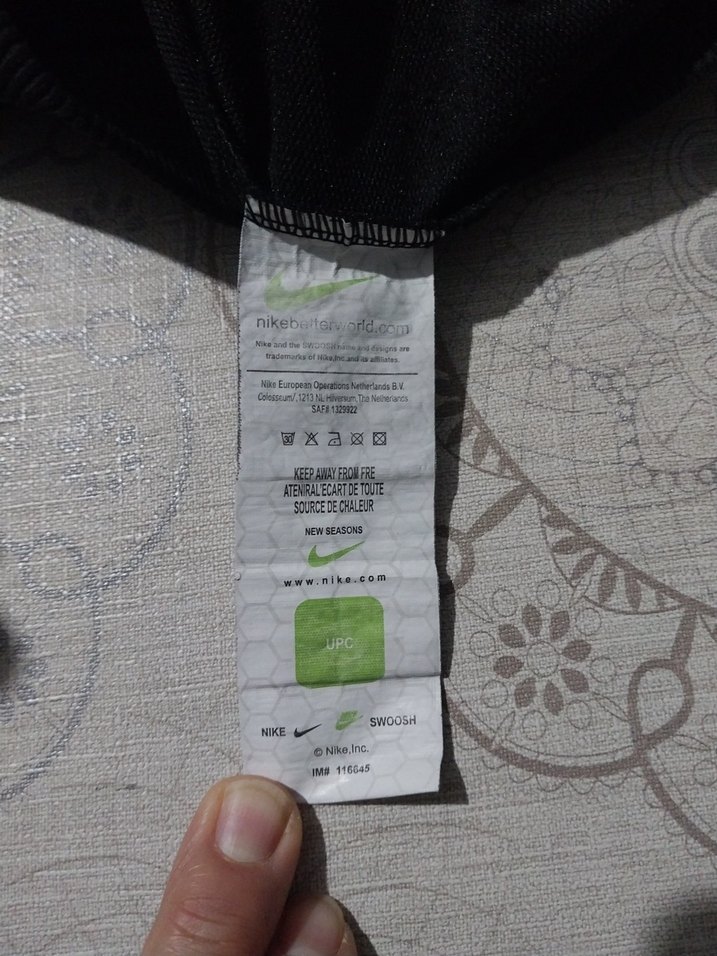 nikebetterworld.com
Nike and the SWOOSH name and designs are
trademarks of Nike,Inc.and its affiliates.
Nike European Operations Netherlands B.V.
Colosseum/,1213 NL Hilversum,The Netherlands
SAF# 1329922
30
KEEP AWAY FROM FRE
ATENIRAL'ECART DE TOUTE
SOURCE DE CHALEUR
NEW SEASONS
www.nike.com
UPC
NIKE SWOOSH
© Nike,Inc.
IM# 116645